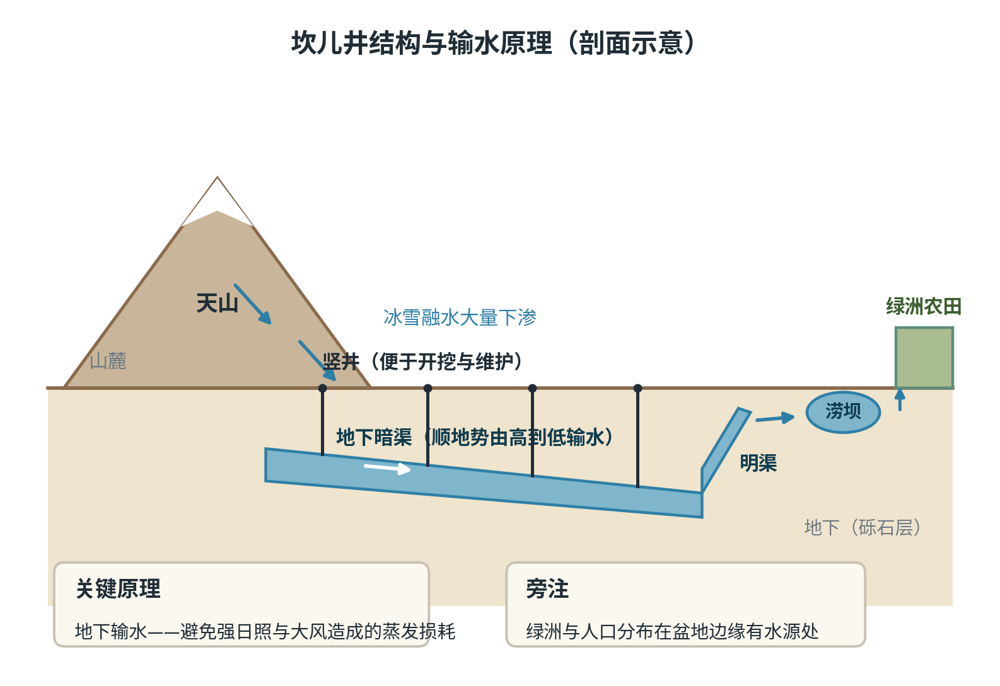 坎儿井结构与输水原理（剖面示意）
天山
冰雪融水大量下渗
绿洲农田
山麓
竖井（便于开挖与维护）
涝坝
地下暗渠（顺地势由高到低输水）
明渠
地下（砾石层）
关键原理
地下输水——避免强日照与大风造成的蒸发损耗
旁注
绿洲与人口分布在盆地边缘有水源处